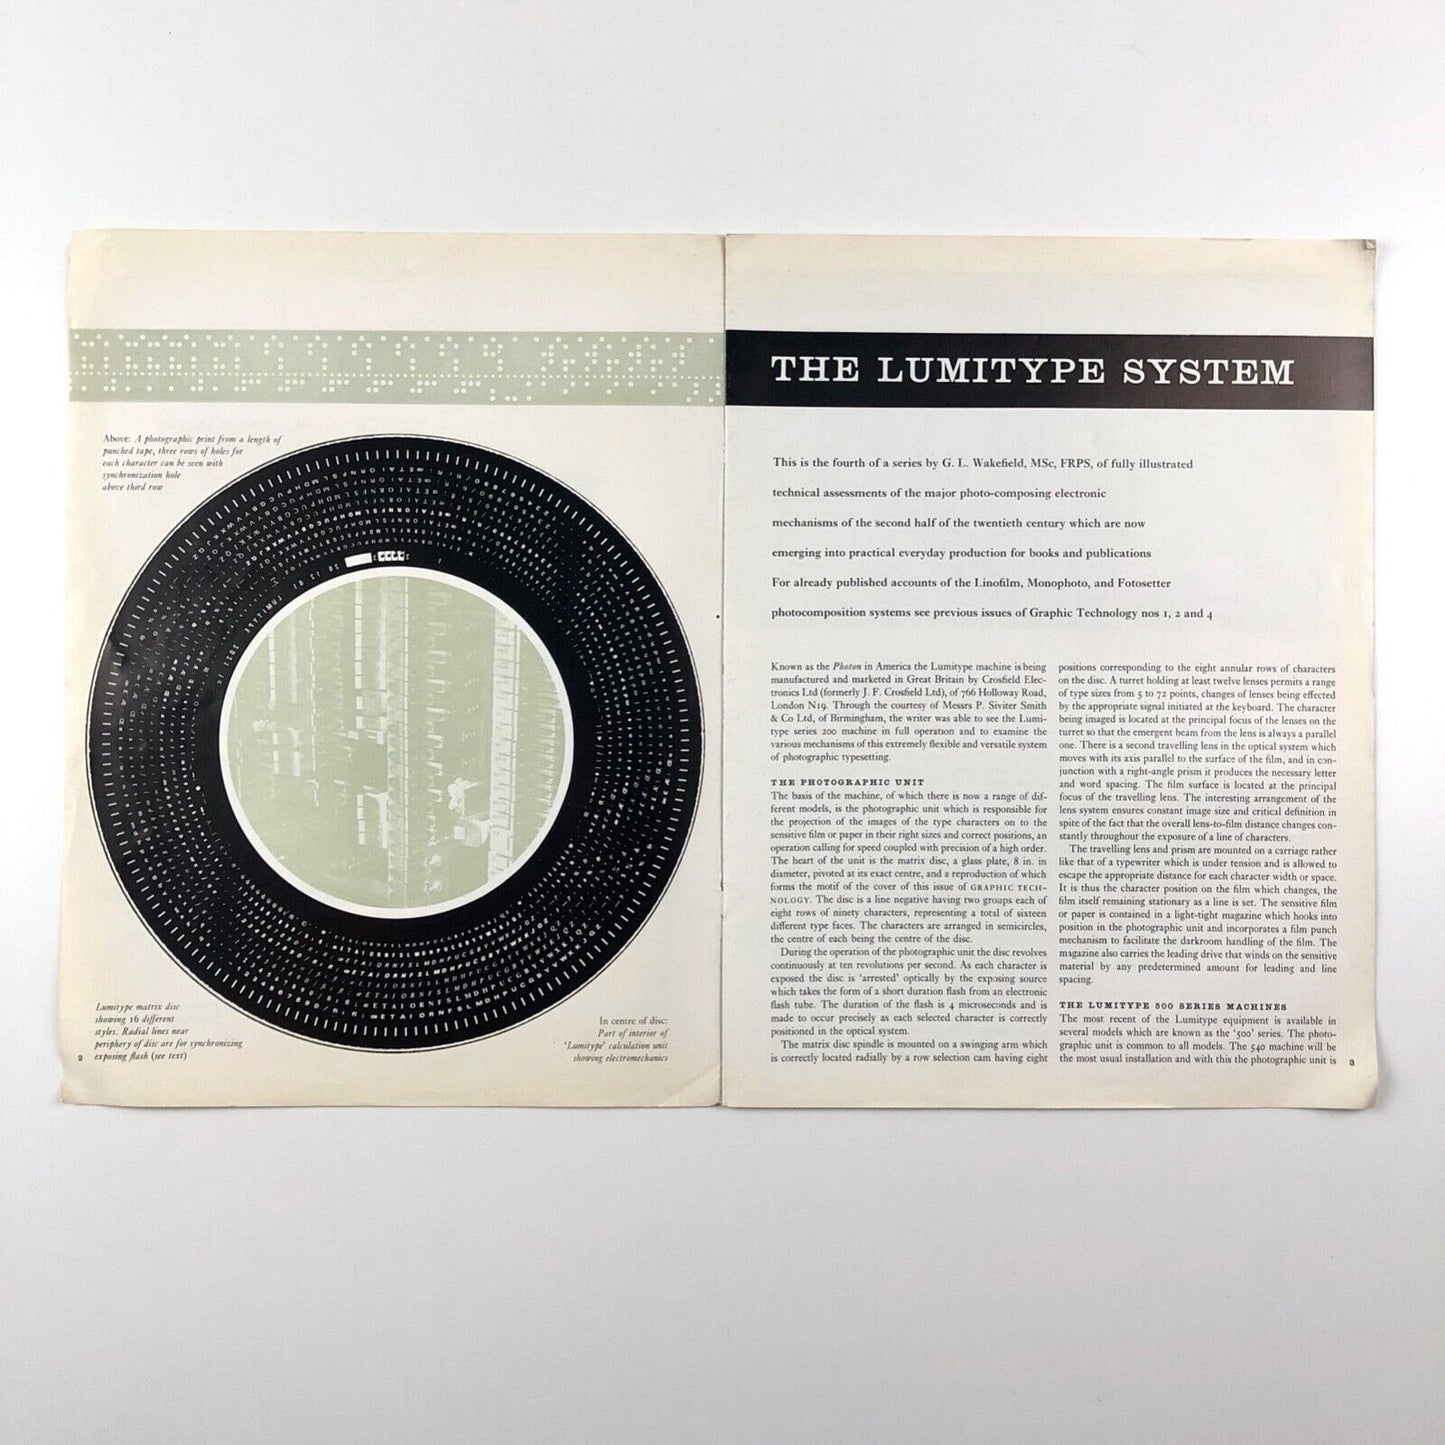 Above: A photographic print from a length of
punched tape, three rows of holes for
each character can be seen with
synchronization hole
above third row
Lumitype matrix disc
showing 16 different
styles. Radial lines near
periphery of disc are for synchronizing
exposing flash (see text)
In centre of disc:
Part of interior of
'Lumitype' calculation unit
showing electromechanics
2
THE LUMITYPE SYSTEM
This is the fourth of a series by G. L. Wakefield, MSc, FRPS, of fully illustrated
technical assessments of the major photo-composing electronic
mechanisms of the second half of the twentieth century which are now
emerging into practical everyday production for books and publications
For already published accounts of the Linofilm, Monophoto, and Fotosetter
photocomposition systems see previous issues of Graphic Technology nos 1, 2 and 4
Known as the Photon in America the Lumitype machine is being
manufactured and marketed in Great Britain by Crosfield Elec-
tronics Ltd (formerly J. F. Crosfield Ltd), of 766 Holloway Road,
London N19. Through the courtesy of Messrs P. Siviter Smith
& Co Ltd, of Birmingham, the writer was able to see the Lumi-
type series 200 machine in full operation and to examine the
various mechanisms of this extremely flexible and versatile system
of photographic typesetting.
THE PHOTOGRAPHIC UNIT
The basis of the machine, of which there is now a range of dif-
ferent models, is the photographic unit which is responsible for
the projection of the images of the type characters on to the
sensitive film or paper in their right sizes and correct positions, an
operation calling for speed coupled with precision of a high order.
The heart of the unit is the matrix disc, a glass plate, 8 in. in
diameter, pivoted at its exact centre, and a reproduction of which
forms the motif of the cover of this issue of GRAPHIC TECH-
NOLOGY. The disc is a line negative having two groups each of
eight rows of ninety characters, representing a total of sixteen
different type faces. The characters are arranged in semicircles,
the centre of each being the centre of the disc.
During the operation of the photographic unit the disc revolves
continuously at ten revolutions per second. As each character is
exposed the disc is 'arrested' optically by the exposing source
which takes the form of a short duration flash from an electronic
flash tube. The duration of the flash is 4 microseconds and is
made to occur precisely as each selected character is correctly
positioned in the optical system.
The matrix disc spindle is mounted on a swinging arm which
is correctly located radially by a row selection cam having eight
positions corresponding to the eight annular rows of characters
on the disc. A turret holding at least twelve lenses permits a range
of type sizes from 5 to 72 points, changes of lenses being effected
by the appropriate signal initiated at the keyboard. The character
being imaged is located at the principal focus of the lenses on the
turret so that the emergent beam from the lens is always a parallel
one. There is a second travelling lens in the optical system which
moves with its axis parallel to the surface of the film, and in con-
junction with a right-angle prism it produces the necessary letter
and word spacing. The film surface is located at the principal
focus of the travelling lens. The interesting arrangement of the
lens system ensures constant image size and critical definition in
spite of the fact that the overall lens-to-film distance changes con-
stantly throughout the exposure of a line of characters.
The travelling lens and prism are mounted on a carriage rather
like that of a typewriter which is under tension and is allowed to
escape the appropriate distance for each character width or space.
It is thus the character position on the film which changes, the
film itself remaining stationary as a line is set. The sensitive film
or paper is contained in a light-tight magazine which hooks into
position in the photographic unit and incorporates a film punch
mechanism to facilitate the darkroom handling of the film. The
magazine also carries the leading drive that winds on the sensitive
material by any predetermined amount for leading and line
spacing.
THE LUMITYPE 500 SERIES MACHINES
The most recent of the Lumitype equipment is available in
several models which are known as the '500' series. The photo-
graphic unit is common to all models. The 540 machine will be
the most usual installation and with this the photographic unit is
3